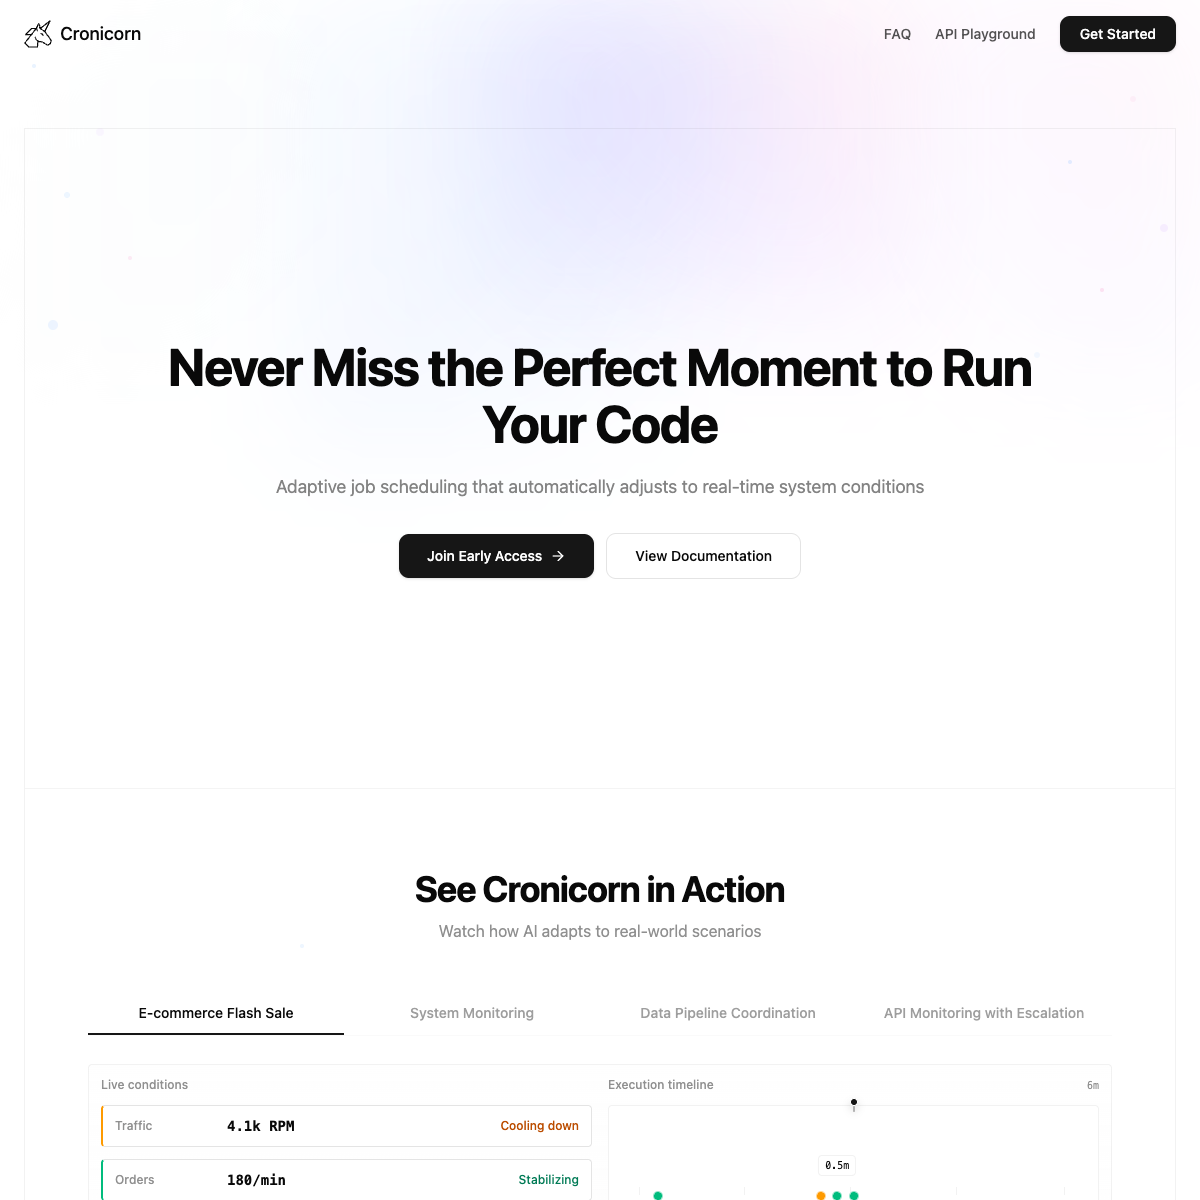 Cronicorn
FAQ
API Playground
Get Started
Never Miss the Perfect Moment to Run
Your Code
Adaptive job scheduling that automatically adjusts to real-time system conditions
Join Early Access
View Documentation
See Cronicorn in Action
Watch how AI adapts to real-world scenarios
E-commerce Flash Sale
System Monitoring
Data Pipeline Coordination
API Monitoring with Escalation
Live conditions
Traffic
4.1k RPM
Cooling down
Orders
180/min
Stabilizing
Execution timeline
6m
0.5m